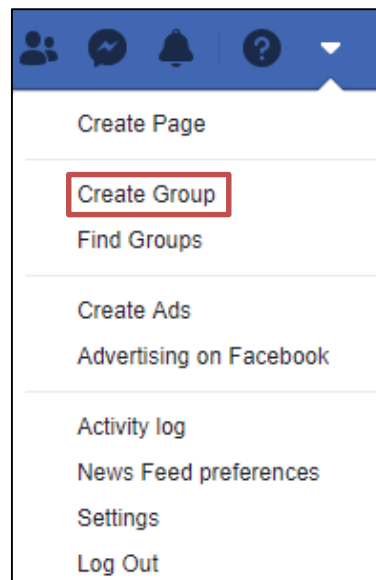 Create Page
Create Group
Find Groups
Create Ads
Advertising on Facebook
Activity log
News Feed preferences
Settings
Log Out